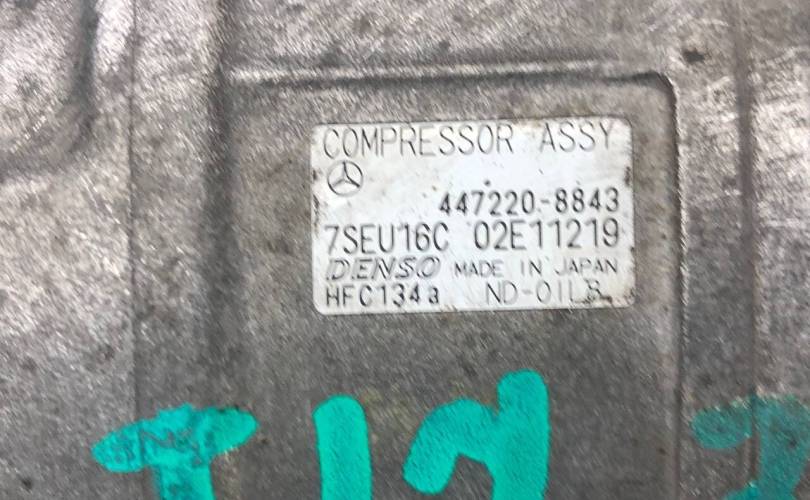 COMPRESSOR ASSY
447220-8843
7SEU16C 02E11219
DENSO MADE IN JAPAN
HFC134a ND-OIL8